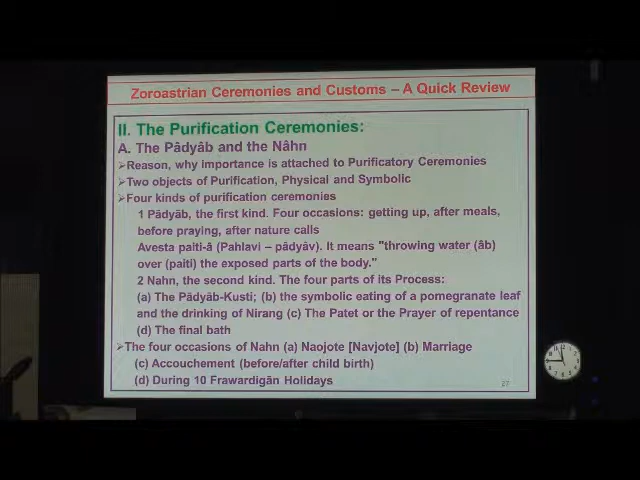 Zoroastrian Ceremonies and Customs – A Quick Review
II. The Purification Ceremonies:
A. The Pâdyâb and the Nâhn
➢Reason, why importance is attached to Purificatory Ceremonies
➢Two objects of Purification, Physical and Symbolic
➢Four kinds of purification ceremonies
1 Pâdyâb, the first kind. Four occasions: getting up, after meals,
before praying, after nature calls
Avesta paiti-â (Pahlavi – pâdyâv). It means "throwing water (âb)
over (paiti) the exposed parts of the body."
2 Nahn, the second kind. The four parts of its Process:
(a) The Pâdyâb-Kusti; (b) the symbolic eating of a pomegranate leaf
and the drinking of Nirang (c) The Patet or the Prayer of repentance
(d) The final bath
➢The four occasions of Nahn (a) Naojote [Navjote] (b) Marriage
(c) Accouchement (before/after child birth)
(d) During 10 Frawardigân Holidays
27